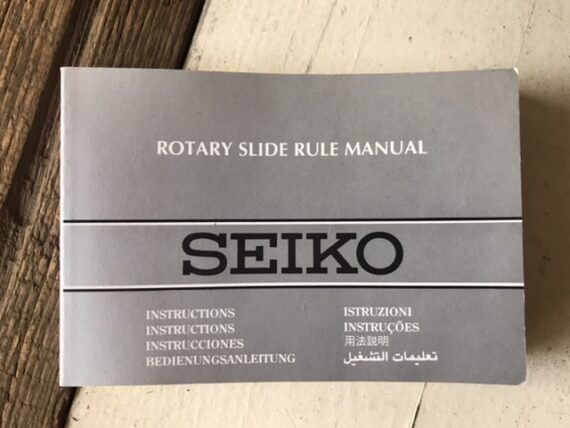 ROTARY SLIDE RULE MANUAL
SEIKO
INSTRUCTIONS
INSTRUCTIONS
INSTRUCCIONES
BEDIENUNGSANLEITUNG
ISTRUZIONI
INSTRUÇÕES
用法説明
تعليمات التشغيل